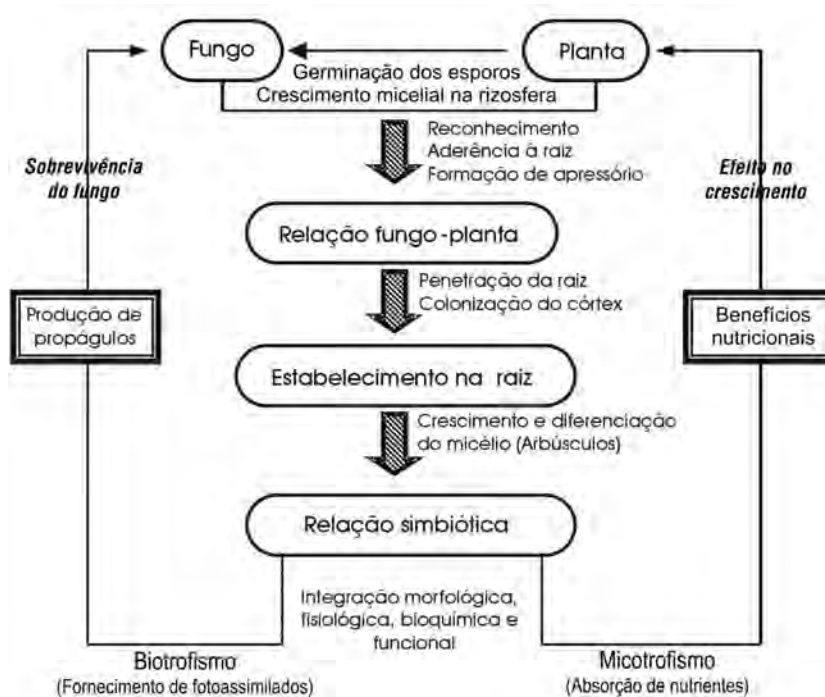 Fungo
Planta
Germinação dos esporos
Crescimento micelial na rizosfera
Reconhecimento
Aderência à raiz
Formação de apressório
Sobrevivência
do fungo
Efeito no
crescimento
Relação fungo-planta
Penetração da raiz
Colonização do córtex
Produção de
propágulos
Benefícios
nutricionais
Estabelecimento na raiz
Crescimento e diferenciação
do micélio (Arbúsculos)
Relação simbiótica
Integração morfológica,
fisiológica, bioquímica e
funcional
Biotrofismo
(Fornecimento de fotoassimilados)
Micotrofismo
(Absorção de nutrientes)